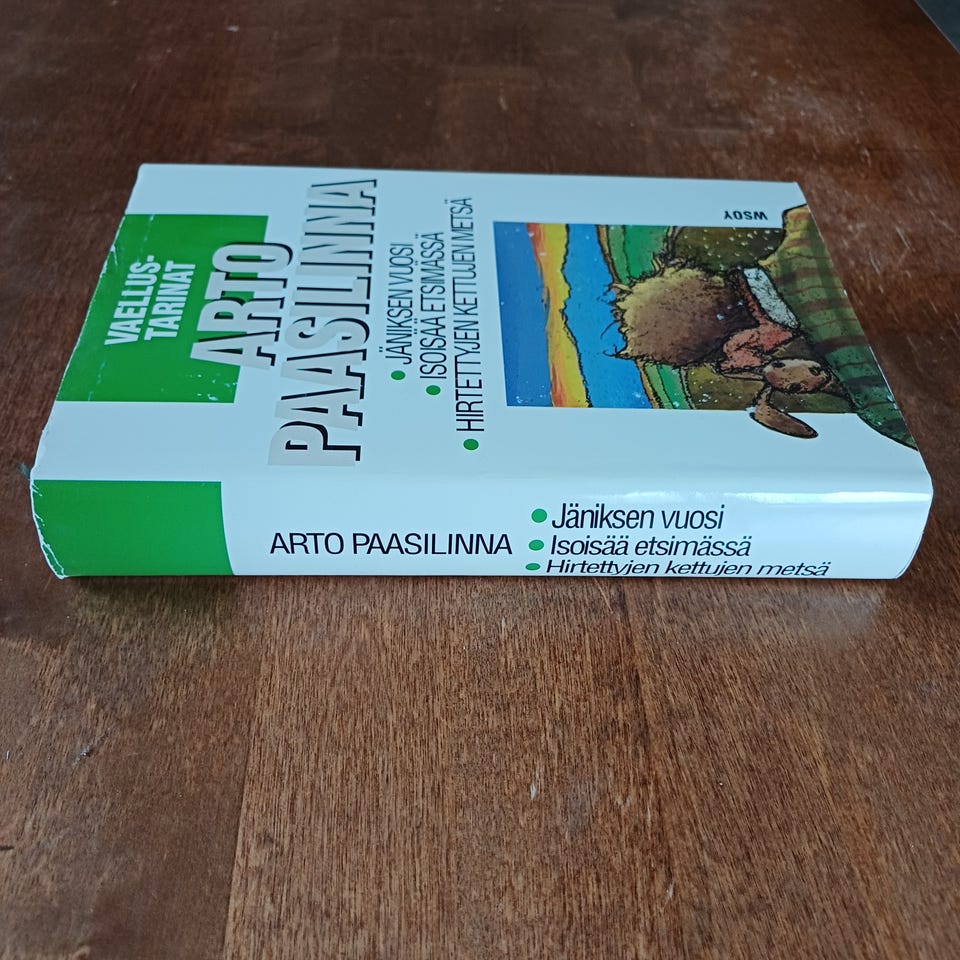 VAELLUS-
TARINAT
ARTO
PAASILINNA
• JÄNIKSEN VUOSI
• ISOISÄÄ ETSIMÄSSÄ
• HIRTETTYJEN KETTUJEN METSÄ
WSOY
ARTO PAASILINNA
• Jäniksen vuosi
• Isoisää etsimässä
• Hirtettyjen kettujen metsä